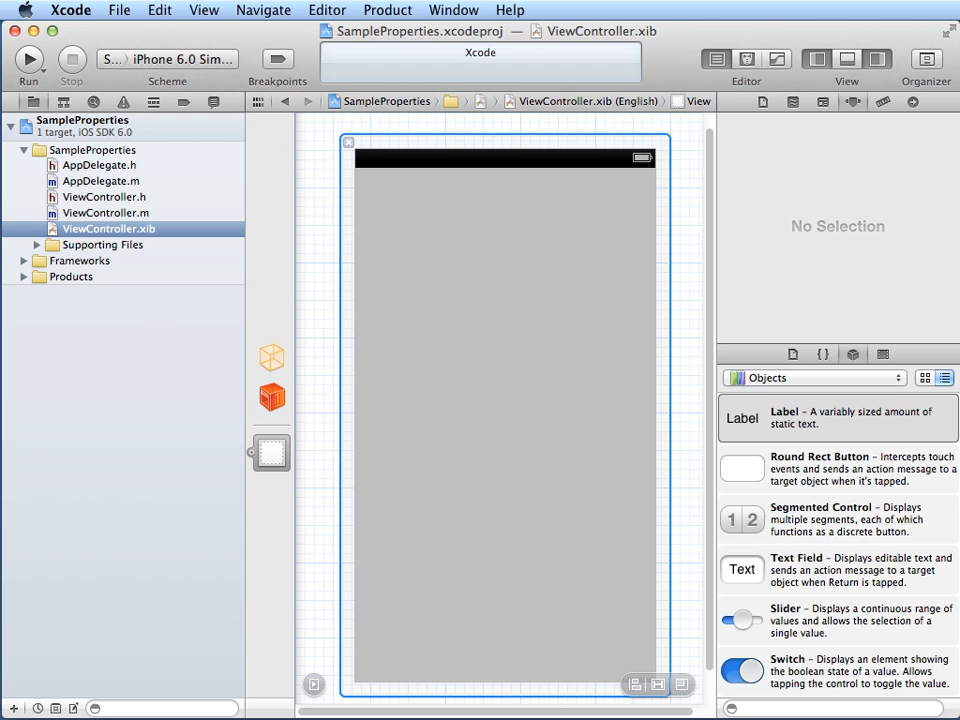 Xcode File Edit View Navigate Editor Product Window Help
SampleProperties.xcodeproj — ViewController.xib
S... iPhone 6.0 Sim...
Xcode
Run Stop Scheme Breakpoints Editor View Organizer
SampleProperties ViewController.xib (English) View
SampleProperties
1 target, iOS SDK 6.0
SampleProperties
h AppDelegate.h
m AppDelegate.m
h ViewController.h
m ViewController.m
ViewController.xib
Supporting Files
Frameworks
Products
No Selection
Objects
Label
Label – A variably sized amount of
static text.
Round Rect Button – Intercepts touch
events and sends an action message to a
target object when it's tapped.
1 2
Segmented Control – Displays
multiple segments, each of which
functions as a discrete button.
Text
Text Field – Displays editable text and
sends an action message to a target
object when Return is tapped.
Slider – Displays a continuous range of
values and allows the selection of a
single value.
Switch – Displays an element showing
the boolean state of a value. Allows
tapping the control to toggle the value.